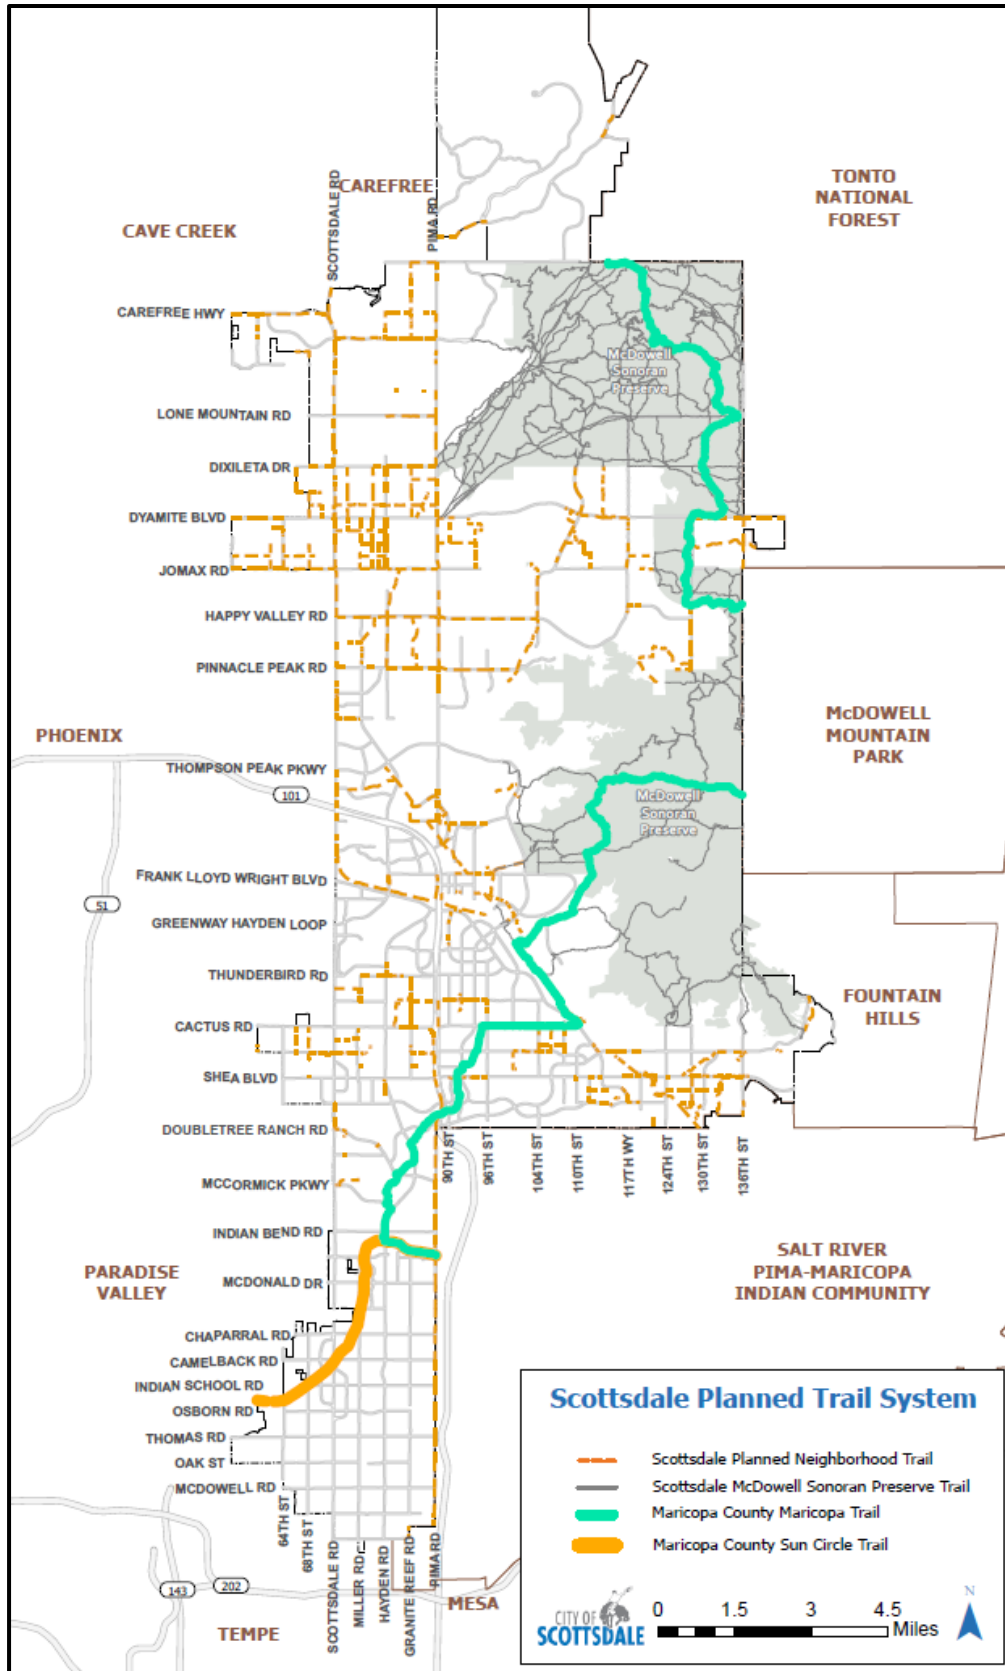 TONTO
NATIONAL
FOREST
CAREFREE
CAVE CREEK
SCOTTSDALE RD
PIMA RD
CAREFREE HWY
McDowell
Sonoran
Preserve
LONE MOUNTAIN RD
DIXILETA DR
DYAMITE BLVD
JOMAX RD
HAPPY VALLEY RD
PINNACLE PEAK RD
McDOWELL
MOUNTAIN
PARK
PHOENIX
THOMPSON PEAK PKWY
101
McDowell
Sonoran
Preserve
FRANK LLOYD WRIGHT BLVD
51
GREENWAY HAYDEN LOOP
THUNDERBIRD RD
FOUNTAIN
HILLS
CACTUS RD
SHEA BLVD
DOUBLETREE RANCH RD
90TH ST
96TH ST
104TH ST
110TH ST
117TH WY
124TH ST
130TH ST
136TH ST
MCCORMICK PKWY
INDIAN BEND RD
SALT RIVER
PIMA-MARICOPA
INDIAN COMMUNITY
PARADISE
VALLEY
MCDONALD DR
CHAPARRAL RD
CAMELBACK RD
INDIAN SCHOOL RD
OSBORN RD
THOMAS RD
OAK ST
MCDOWELL RD
64TH ST
68TH ST
SCOTTSDALE RD
MILLER RD
HAYDEN RD
GRANITE REEF RD
PIMA RD
143
202
TEMPE
MESA
Scottsdale Planned Trail System
Scottsdale Planned Neighborhood Trail
Scottsdale McDowell Sonoran Preserve Trail
Maricopa County Maricopa Trail
Maricopa County Sun Circle Trail
CITY OF
SCOTTSDALE
0 1.5 3 4.5
Miles
N